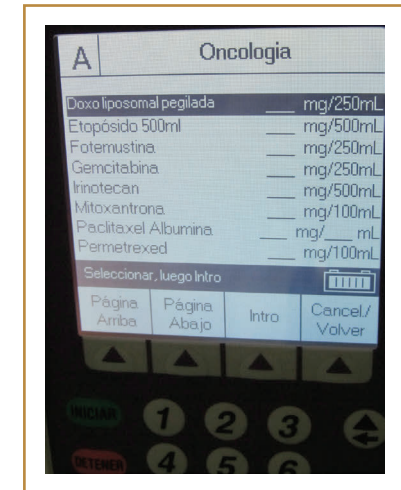 A Oncologia
Doxo liposomal pegilada ___ mg/250mL
Etopósido 500ml ___ mg/500mL
Fotemustina ___ mg/250mL
Gemcitabina ___ mg/250mL
Irinotecan ___ mg/500mL
Mitoxantrona ___ mg/100mL
Paclitaxel Albumina ___ mg/___ mL
Permetrexed ___ mg/100mL
Seleccionar, luego Intro
Página Arriba
Página Abajo
Intro
Cancel./ Volver
INICIAR 1 2 3
DETENER 4 5 6